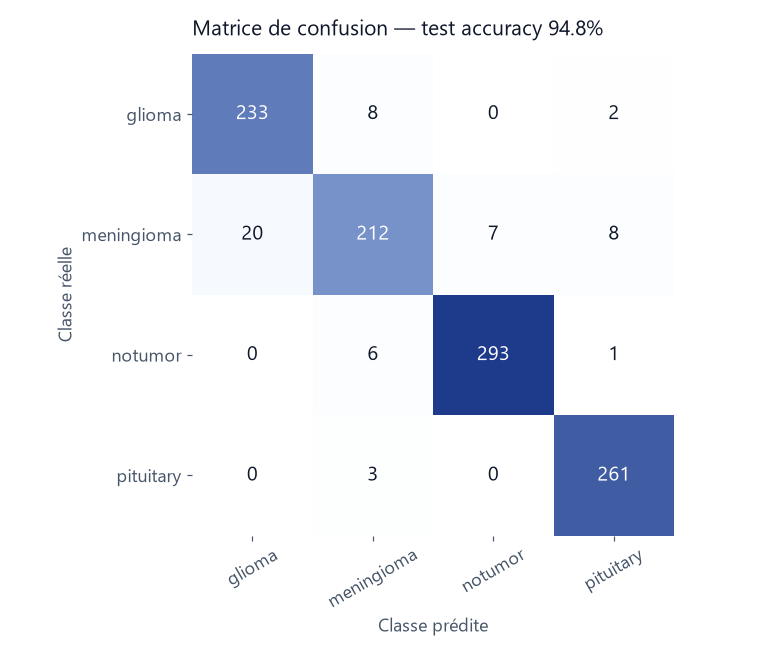 Matrice de confusion — test accuracy 94.8%
Classe réelle
glioma 233 8 0 2
meningioma 20 212 7 8
notumor 0 6 293 1
pituitary 0 3 0 261
glioma meningioma notumor pituitary
Classe prédite